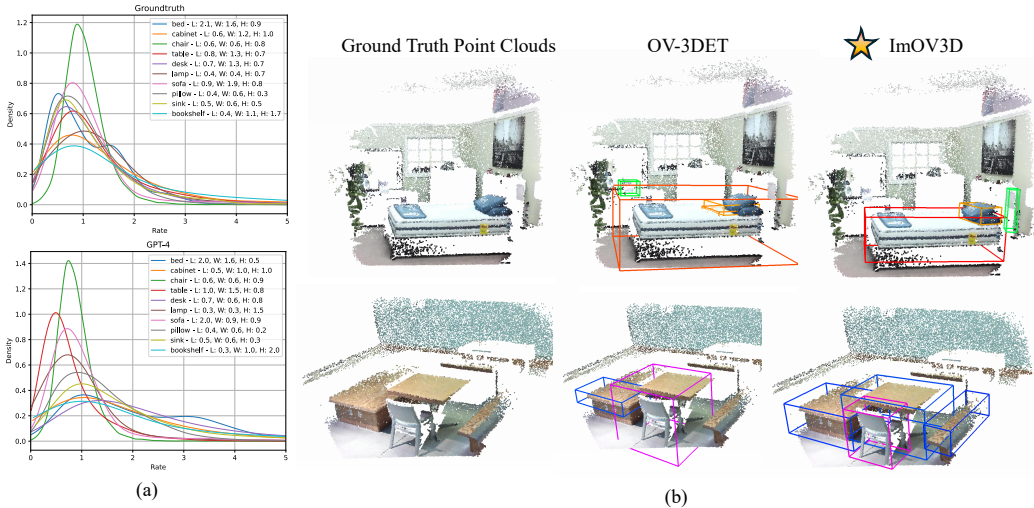 Groundtruth
1.2
1.0
0.8
0.6
0.4
0.2
0.0
Density
bed - L: 2.1, W: 1.6, H: 0.9
cabinet - L: 0.6, W: 1.2, H: 1.0
chair - L: 0.6, W: 0.6, H: 0.8
table - L: 0.8, W: 1.3, H: 0.7
desk - L: 0.7, W: 1.3, H: 0.7
lamp - L: 0.4, W: 0.4, H: 0.7
sofa - L: 0.9, W: 1.9, H: 0.8
pillow - L: 0.4, W: 0.6, H: 0.3
sink - L: 0.5, W: 0.6, H: 0.5
bookshelf - L: 0.4, W: 1.1, H: 1.7
0 1 2 3 4 5
Rate
GPT-4
1.4
1.2
1.0
0.8
0.6
0.4
0.2
0.0
Density
bed - L: 2.0, W: 1.6, H: 0.5
cabinet - L: 0.5, W: 1.0, H: 1.0
chair - L: 0.6, W: 0.6, H: 0.9
table - L: 1.0, W: 1.5, H: 0.8
desk - L: 0.7, W: 0.6, H: 0.8
lamp - L: 0.3, W: 0.3, H: 1.5
sofa - L: 2.0, W: 0.9, H: 0.9
pillow - L: 0.4, W: 0.6, H: 0.2
sink - L: 0.5, W: 0.6, H: 0.3
bookshelf - L: 0.3, W: 1.0, H: 2.0
0 1 2 3 4 5
Rate
(a)
Ground Truth Point Clouds OV-3DET ImOV3D
(b)